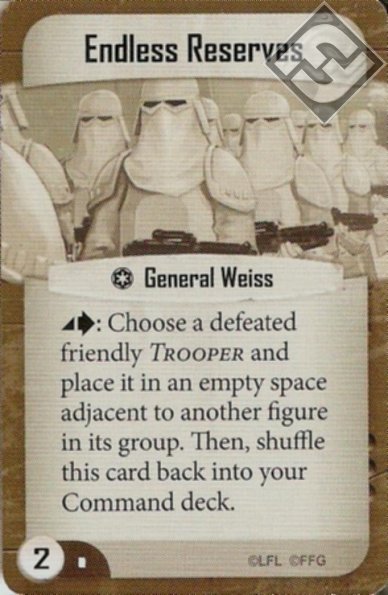 Endless Reserves
General Weiss
: Choose a defeated
friendly TROOPER and
place it in an empty space
adjacent to another figure
in its group. Then, shuffle
this card back into your
Command deck.
2
©LFL ©FFG